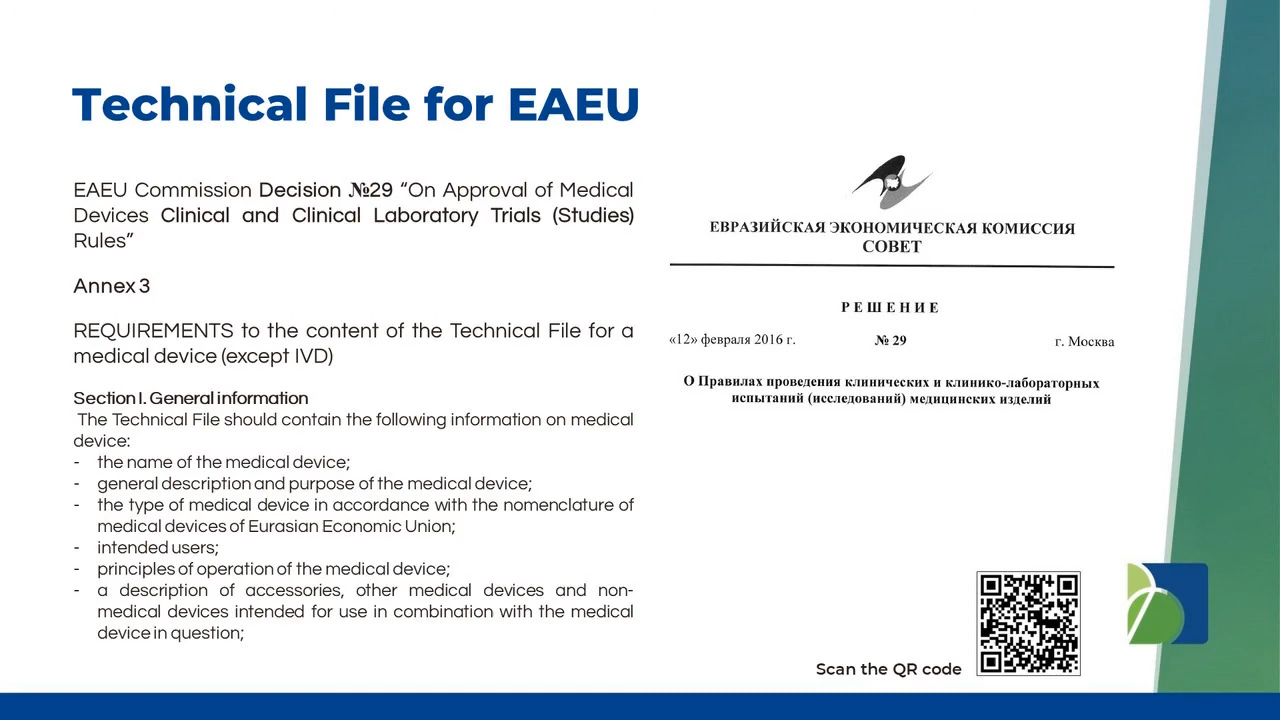 Technical File for EAEU
EAEU Commission Decision №29 “On Approval of Medical
Devices Clinical and Clinical Laboratory Trials (Studies)
Rules”
Annex 3
REQUIREMENTS to the content of the Technical File for a
medical device (except IVD)
Section I. General information
The Technical File should contain the following information on medical
device:
- the name of the medical device;
- general description and purpose of the medical device;
- the type of medical device in accordance with the nomenclature of
medical devices of Eurasian Economic Union;
- intended users;
- principles of operation of the medical device;
- a description of accessories, other medical devices and non-
medical devices intended for use in combination with the medical
device in question;
ЕВРАЗИЙСКАЯ ЭКОНОМИЧЕСКАЯ КОМИССИЯ
СОВЕТ
РЕШЕНИЕ
«12» февраля 2016 г. № 29 г. Москва
О Правилах проведения клинических и клинико-лабораторных
испытаний (исследований) медицинских изделий
Scan the QR code